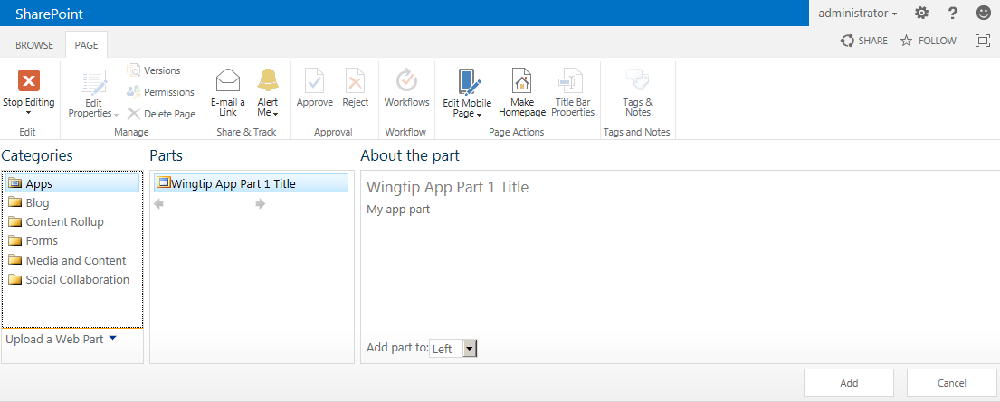 SharePoint
administrator
?
BROWSE
PAGE
SHARE
FOLLOW
Stop Editing
Edit Properties
Versions
Permissions
Delete Page
E-mail a Link
Alert Me
Approve
Reject
Workflows
Edit Mobile Page
Make Homepage
Title Bar Properties
Tags & Notes
Edit
Manage
Share & Track
Approval
Workflow
Page Actions
Tags and Notes
Categories
Parts
About the part
Apps
Blog
Content Rollup
Forms
Media and Content
Social Collaboration
Upload a Web Part
Wingtip App Part 1 Title
Wingtip App Part 1 Title
My app part
Add part to: Left
Add
Cancel